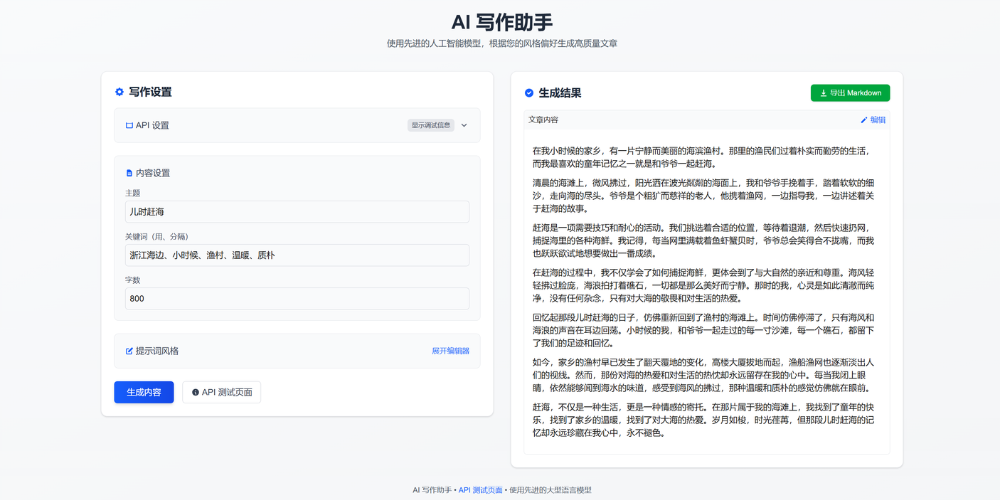 AI 写作助手
使用先进的人工智能模型，根据您的风格偏好生成高质量文章
写作设置
API 设置
显示调试信息
内容设置
主题
儿时赶海
关键词（用、分隔）
浙江海边、小时候、渔村、温暖、质朴
字数
800
提示词风格
展开编辑器
生成内容
API 测试页面
生成结果
导出 Markdown
文章内容
编辑
在我小时候的家乡，有一片宁静而美丽的海滨渔村。那里的渔民们过着朴实而勤劳的生活，
而我最喜欢的童年记忆之一就是和爷爷一起赶海。
清晨的海滩上，微风拂过，阳光洒在波光粼粼的海面上，我和爷爷手挽着手，踏着软软的细
沙，走向海的尽头。爷爷是个粗犷而慈祥的老人，他携着渔网，一边指导我，一边讲述着关
于赶海的故事。
赶海是一项需要技巧和耐心的活动。我们挑选着合适的位置，等待着退潮，然后快速扔网，
捕捉海里的各种海鲜。我记得，每当网里满载着鱼虾蟹贝时，爷爷总会笑得合不拢嘴，而我
也跃跃欲试地想要做出一番成绩。
在赶海的过程中，我不仅学会了如何捕捉海鲜，更体会到了与大自然的亲近和尊重。海风轻
轻拂过脸庞，海浪拍打着礁石，一切都是那么美好而宁静。那时的我，心灵是如此清澈而纯
净，没有任何杂念，只有对大海的敬畏和对生活的热爱。
回忆起那段儿时赶海的日子，仿佛重新回到了渔村的海滩上。时间仿佛停滞了，只有海风和
海浪的声音在耳边回荡。小时候的我，和爷爷一起走过的每一寸沙滩，每一个礁石，都留下
了我们的足迹和回忆。
如今，家乡的渔村早已发生了翻天覆地的变化，高楼大厦拔地而起，渔船渔网也逐渐淡出人
们的视线。然而，那份对海的热爱和对生活的热忱却永远留存在我的心中。每当我闭上眼
睛，依然能够闻到海水的味道，感受到海风的拂过，那种温暖和质朴的感觉仿佛就在眼前。
赶海，不仅是一种生活，更是一种情感的寄托。在那片属于我的海滩上，我找到了童年的快
乐，找到了家乡的温暖，找到了对大海的热爱。岁月如梭，时光荏苒，但那段儿时赶海的记
忆却永远珍藏在我心中，永不褪色。
AI 写作助手 • API 测试页面 • 使用先进的大型语言模型